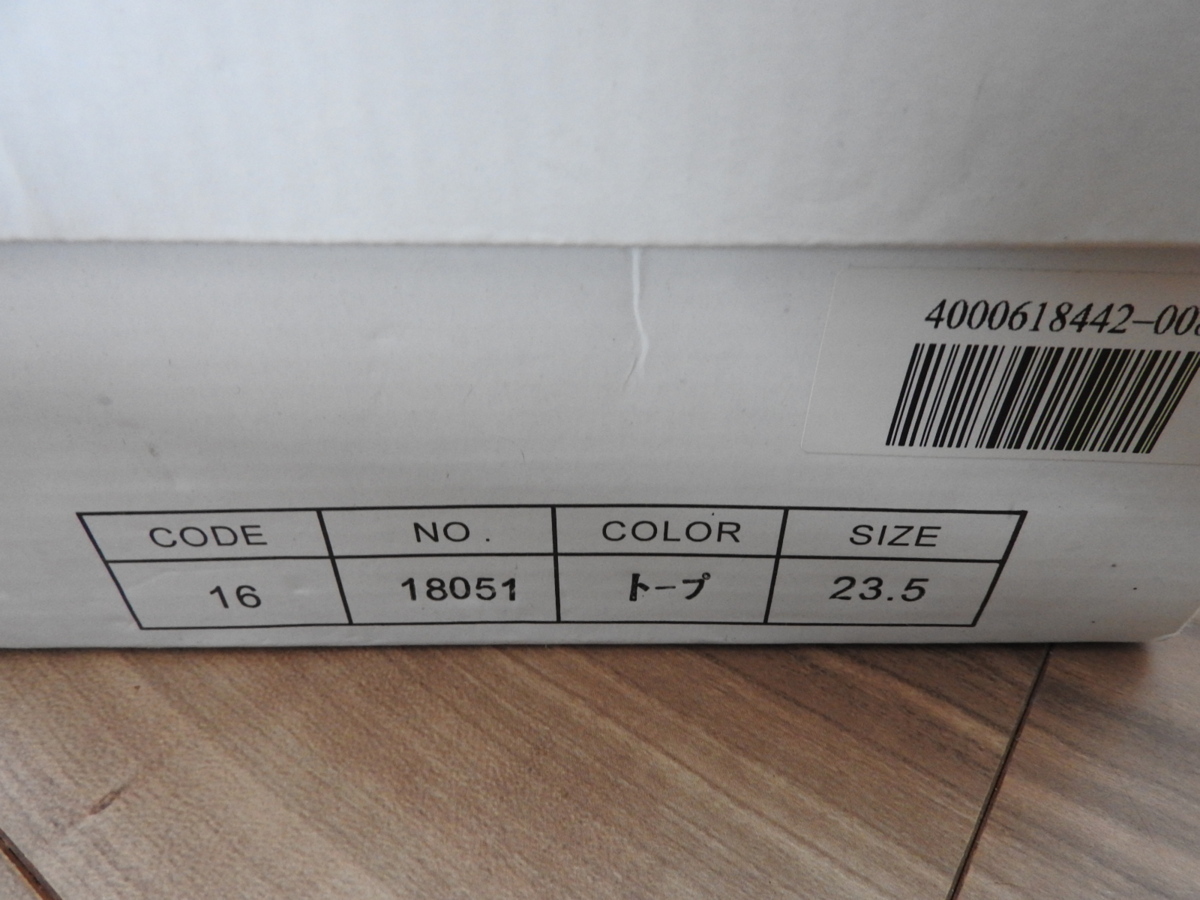 4000618442-00
CODE NO. COLOR SIZE
16 18051 トープ 23.5